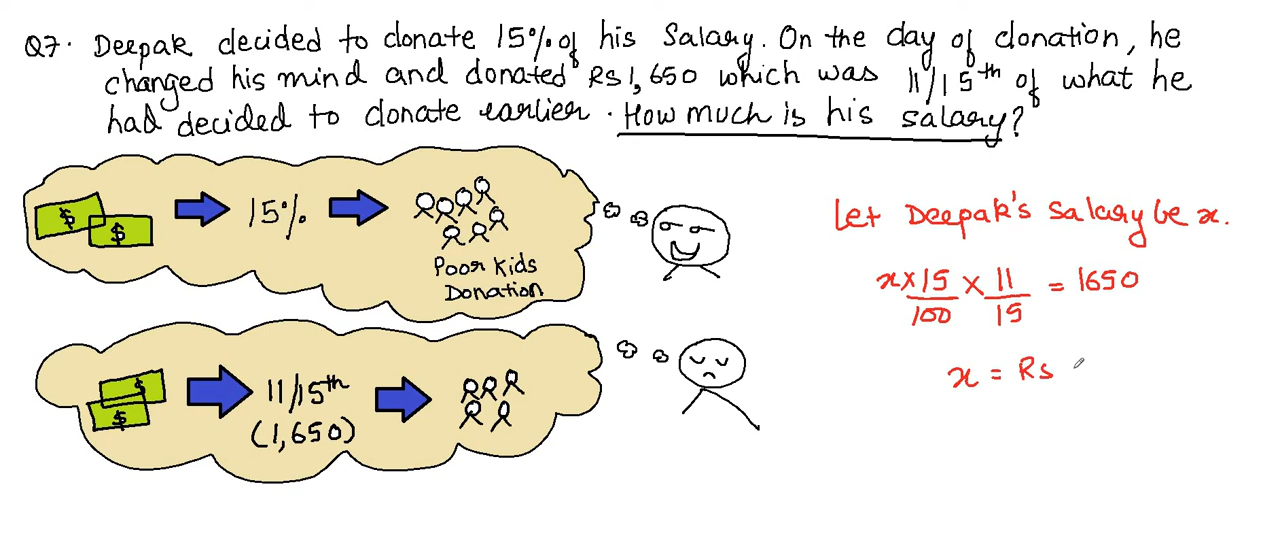 Q7. Deepak decided to donate 15% of his Salary. On the day of donation, he
changed his mind and donated Rs1,650 which was 11/15th of what he
had decided to donate earlier. How much is his salary?
$
$
15%
Poor Kids
Donation
$
$
11/15th
(1,650)
Let Deepak's Salary be x.
x × 15/100 × 11/15 = 1650
x = Rs